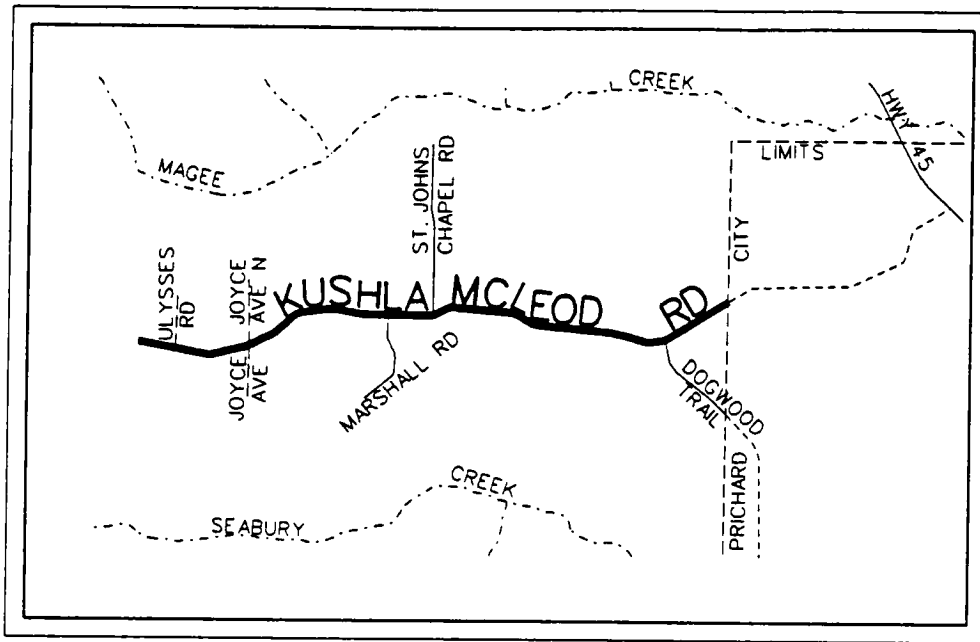 CREEK
HWY 45
MAGEE
LIMITS
ST. JOHNS
CHAPEL RD
CITY
ULYSSES
RD
JOYCE
AVE N
KUSHLA MCLEOD RD
JOYCE
AVE
MARSHALL RD
DOGWOOD
TRAIL
PRICHARD
CREEK
SEABURY